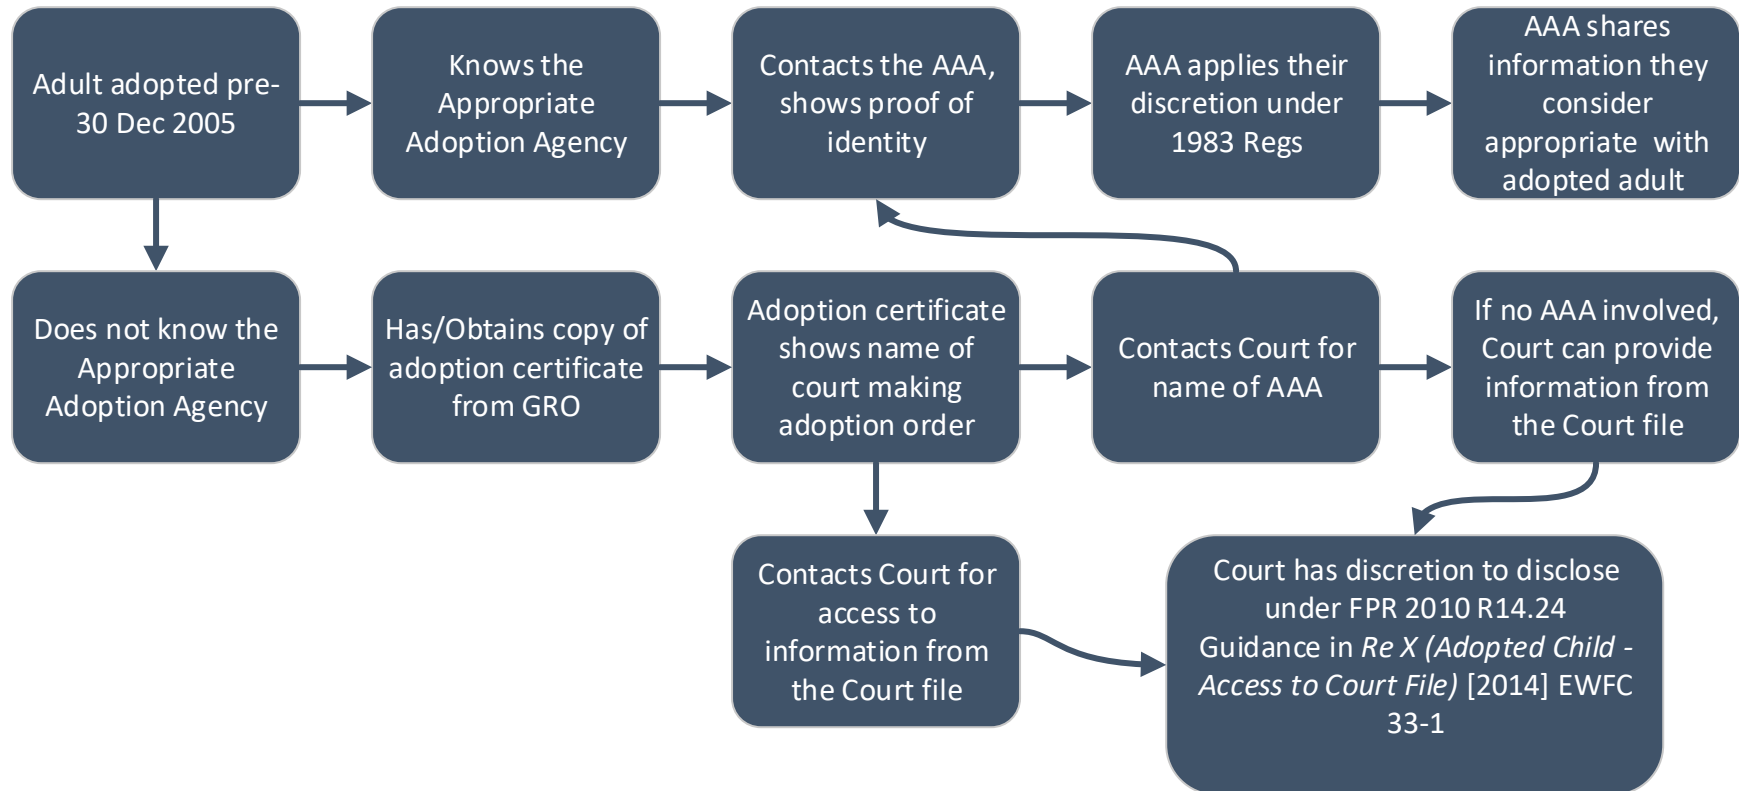 Adult adopted pre-
30 Dec 2005
Knows the
Appropriate
Adoption Agency
Contacts the AAA,
shows proof of
identity
AAA applies their
discretion under
1983 Regs
AAA shares
information they
consider
appropriate  with
adopted adult
Does not know the
Appropriate
Adoption Agency
Has/Obtains copy of
adoption certificate
from GRO
Adoption certificate
shows name of
court making
adoption order
Contacts Court for
name of AAA
If no AAA involved,
Court can provide
information from
the Court file
Contacts Court for
access to
information from
the Court file
Court has discretion to disclose
under FPR 2010 R14.24
Guidance in Re X (Adopted Child -
Access to Court File) [2014] EWFC
33-1